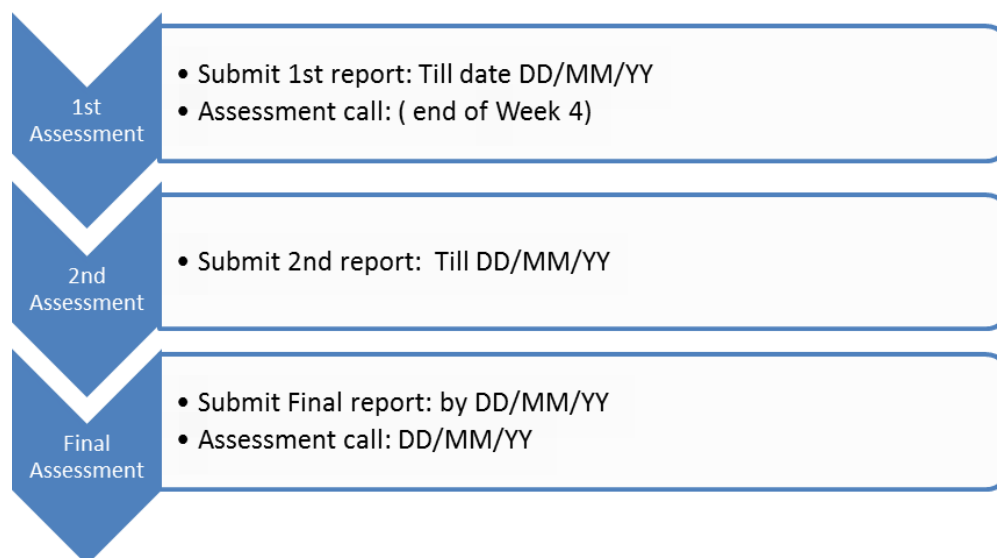 1st
Assessment
• Submit 1st report: Till date DD/MM/YY
• Assessment call: ( end of Week 4)
2nd
Assessment
• Submit 2nd report:  Till DD/MM/YY
Final
Assessment
• Submit Final report: by DD/MM/YY
• Assessment call: DD/MM/YY